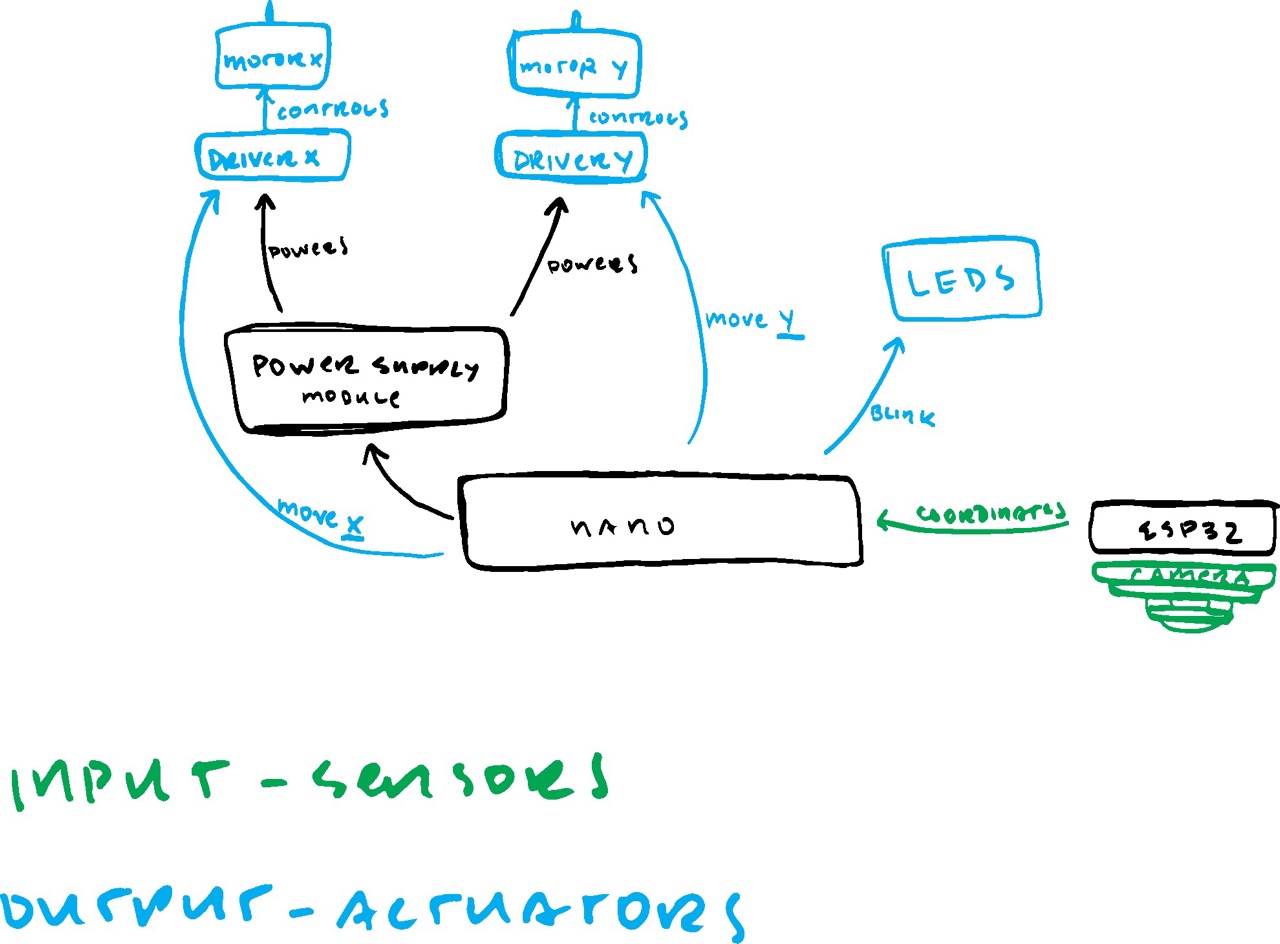 MOTOR X
MOTOR Y
CONTROLS
CONTROLS
DRIVER X
DRIVER Y
POWERS
POWERS
LEDS
MOVE Y
POWER SUPPLY
MODULE
BLINK
MOVE X
NANO
COORDINATES
ESP32
CAMERA
INPUT - SENSORS
OUTPUT - ACTUATORS